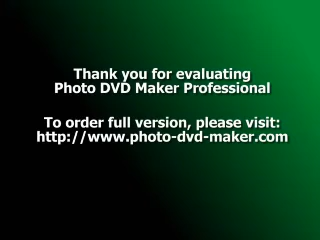 Thank you for evaluating
Photo DVD Maker Professional
To order full version, please visit:
http://www.photo-dvd-maker.com